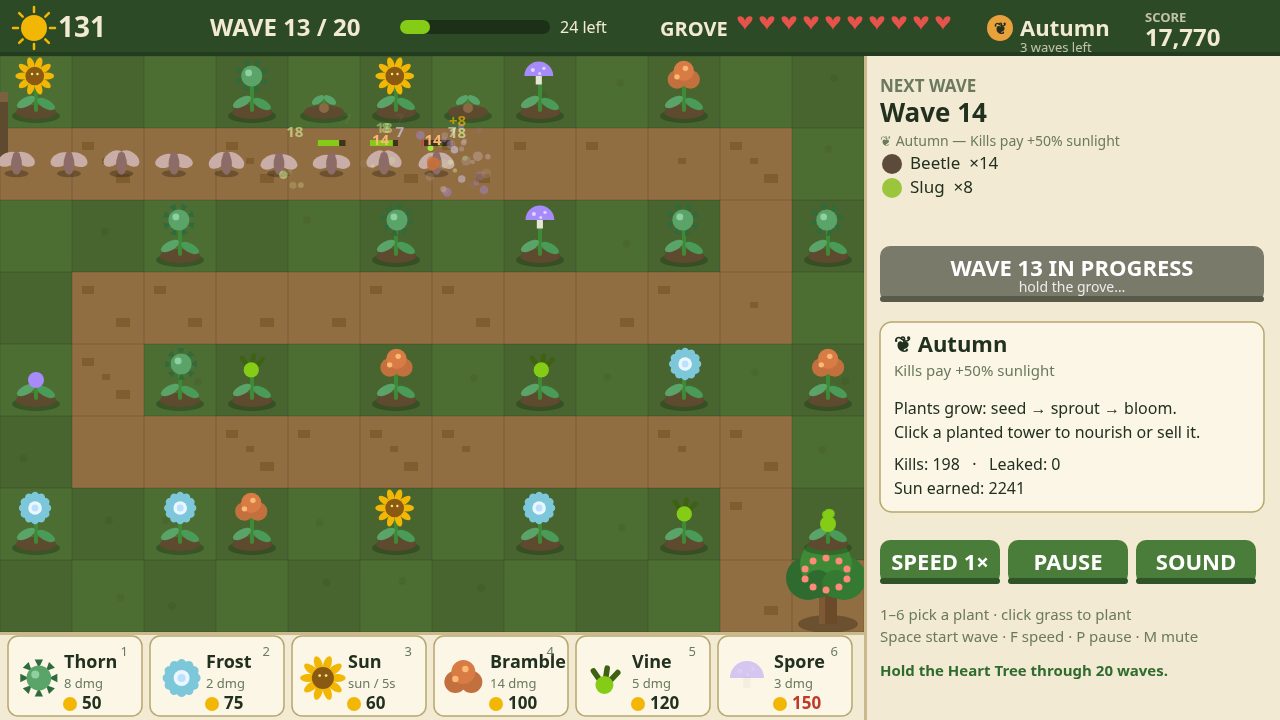 131
WAVE 13 / 20
24 left
GROVE
Autumn
3 waves left
SCORE
17,770
NEXT WAVE
Wave 14
Autumn — Kills pay +50% sunlight
Beetle ×14
Slug ×8
WAVE 13 IN PROGRESS
hold the grove...
Autumn
Kills pay +50% sunlight
Plants grow: seed → sprout → bloom.
Click a planted tower to nourish or sell it.
Kills: 198 · Leaked: 0
Sun earned: 2241
SPEED 1×
PAUSE
SOUND
1–6 pick a plant · click grass to plant
Space start wave · F speed · P pause · M mute
Hold the Heart Tree through 20 waves.
18
14
7
+8
14
18
Thorn 1
8 dmg
50
Frost 2
2 dmg
75
Sun 3
sun / 5s
60
Bramble 4
14 dmg
100
Vine 5
5 dmg
120
Spore 6
3 dmg
150